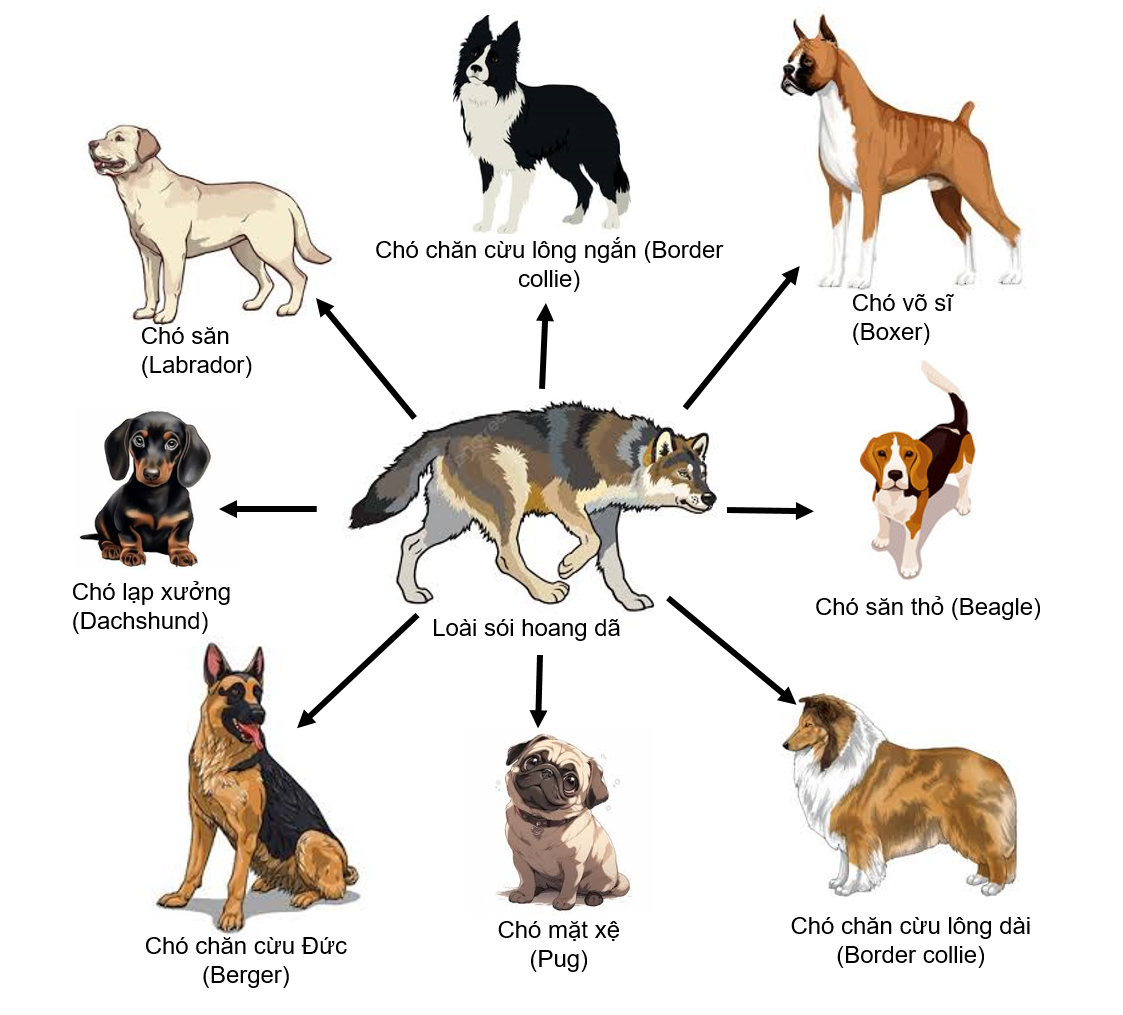 Chó chăn cừu lông ngắn (Border
collie)
Chó võ sĩ
(Boxer)
Chó săn
(Labrador)
Chó lạp xưởng
(Dachshund)
Loài sói hoang dã
Chó săn thỏ (Beagle)
Chó chăn cừu Đức
(Berger)
Chó mặt xệ
(Pug)
Chó chăn cừu lông dài
(Border collie)